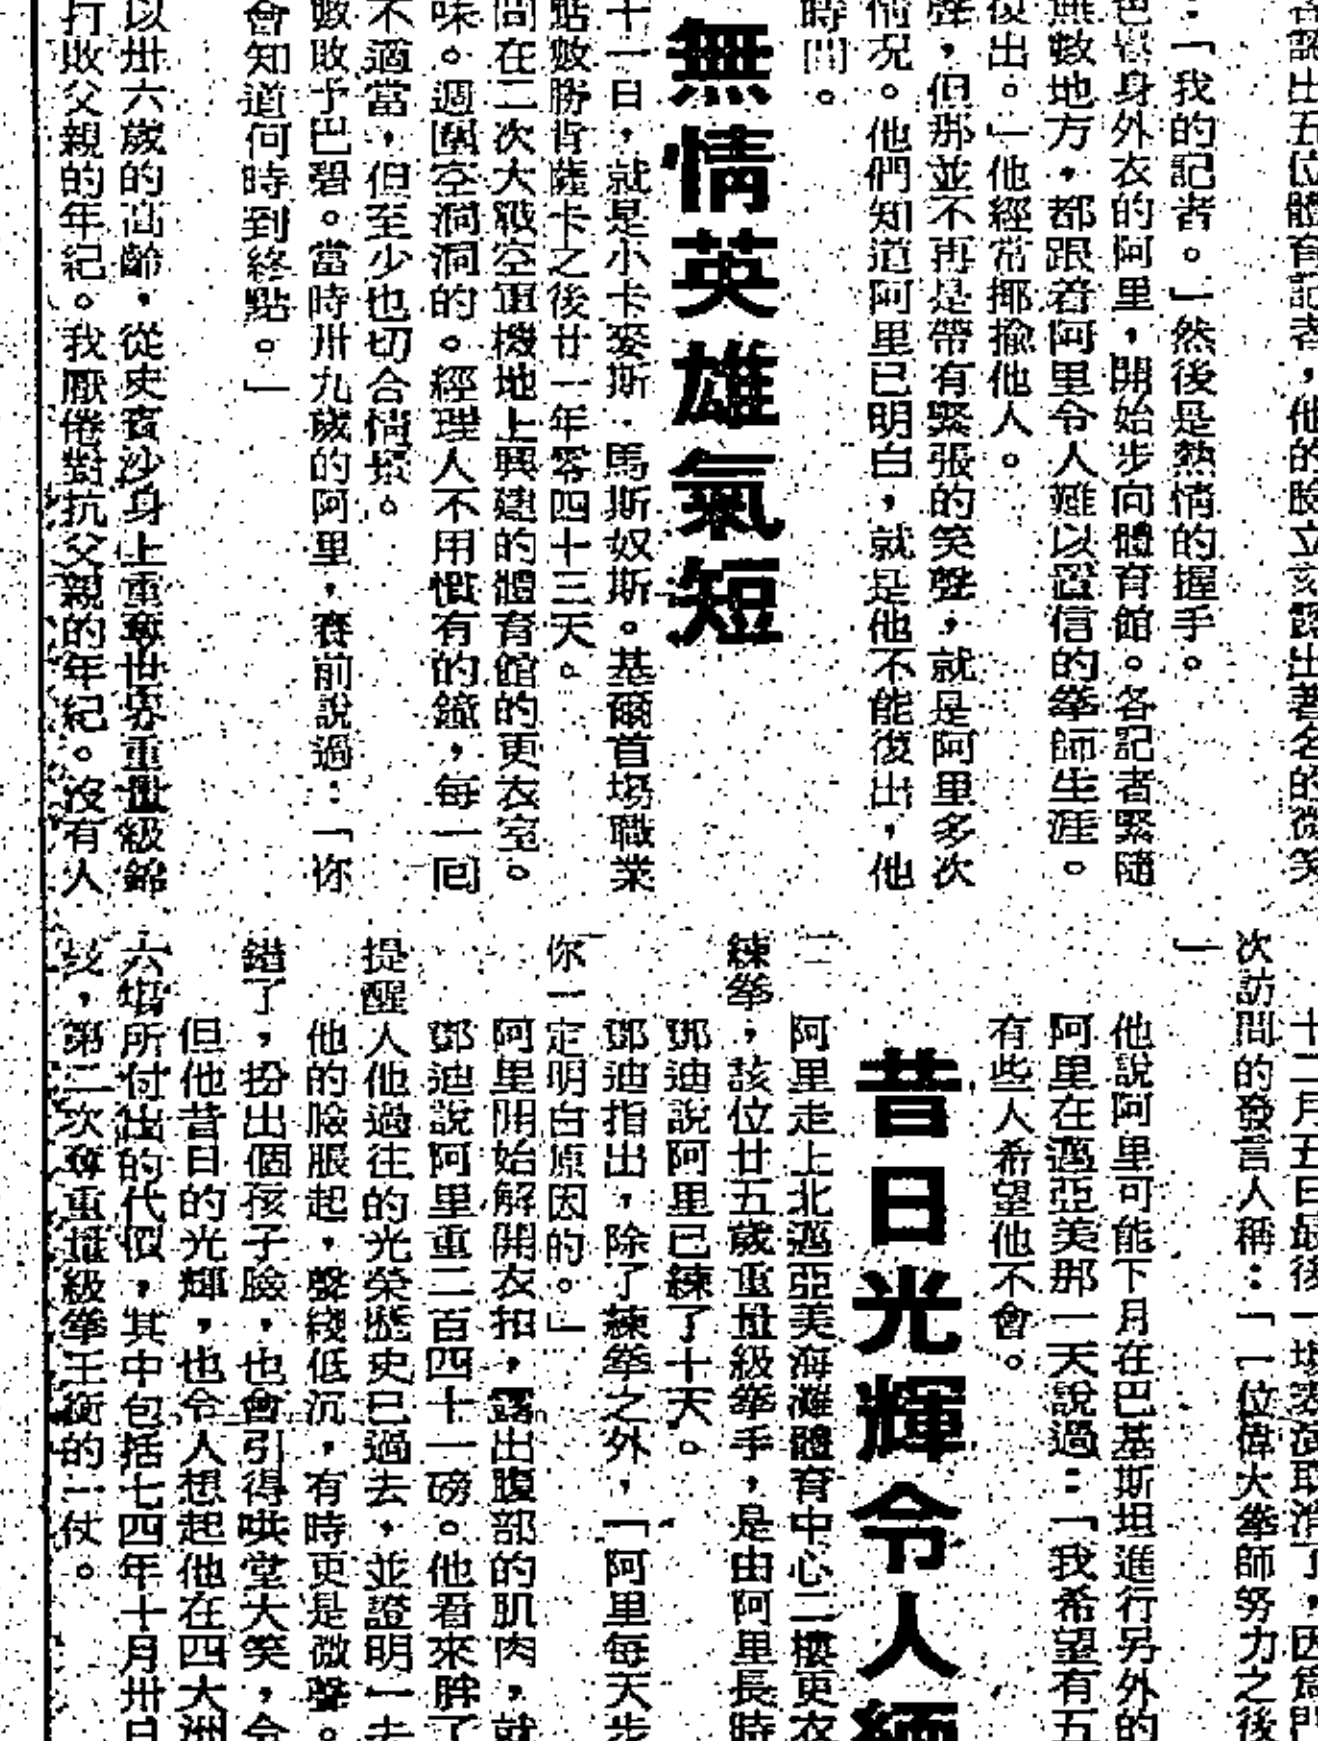 認出五位體育記者，他的臉立刻露出著名的微笑
：「我的記者。」然後是熱情的握手。
色身外衣的阿里，開始步向體育館。各記者緊隨
無數地方，都跟着阿里令人難以置信的拳師生涯。
復出。」他經常揶揄他人。
聲，但那並不再是帶有緊張的笑聲，就是阿里多次
情况。他們知道阿里已明白，就是他不能復出，他
時間。
無情英雄氣短
十一日，就是小卡麥斯．馬斯奴斯。基爾首場職業
點數勝肯薩卡之後廿一年零四十三天。
間在二次大戰空軍機地上興建的體育館的更衣室。
味。週圍空洞洞的。經理人不用慣有的鐘，每一回
不適當，但至少也切合情景。
數敗予巴碧。當時卅九歲的阿里，賽前說過：「你
會知道何時到終點。」
以卅六歲的高齡，從史賓沙身上重奪世界重量級錦
打敗父親的年紀。我厭倦對抗父親的年紀。沒有人
十二月五日最後一場表演取消了，因爲門
次訪問的發言人稱：「一位偉大拳師努力之後
」
他說阿里可能下月在巴基斯坦進行另外的
阿里在邁亞美那一天說過：「我希望有五
有些人希望他不會。
昔日光輝令人緬
阿里走上北邁亞美海灘體育中心二樓更衣
練拳，該位廿五歲重量級拳手，是由阿里長時
鄧迪說阿里已練了十天。
鄧迪指出，除了練拳之外，「阿里每天步
你一定明白原因的。」
阿里開始解開衣扣，露出腹部的肌肉，就
鄧迪說阿里重二百四十一磅。他看來胖了
提醒人他過往的光榮歷史已過去，並證明一去
他的臉脹起，聲綫低沉，有時更是微聲。
錯了，扮出個孩子臉，也會引得哄堂大笑，令
但他昔日的光輝，也令人想起他在四大洲
六場所付出的代價，其中包括七四年十月卅日
，第二次奪重量級拳王銜的一仗。